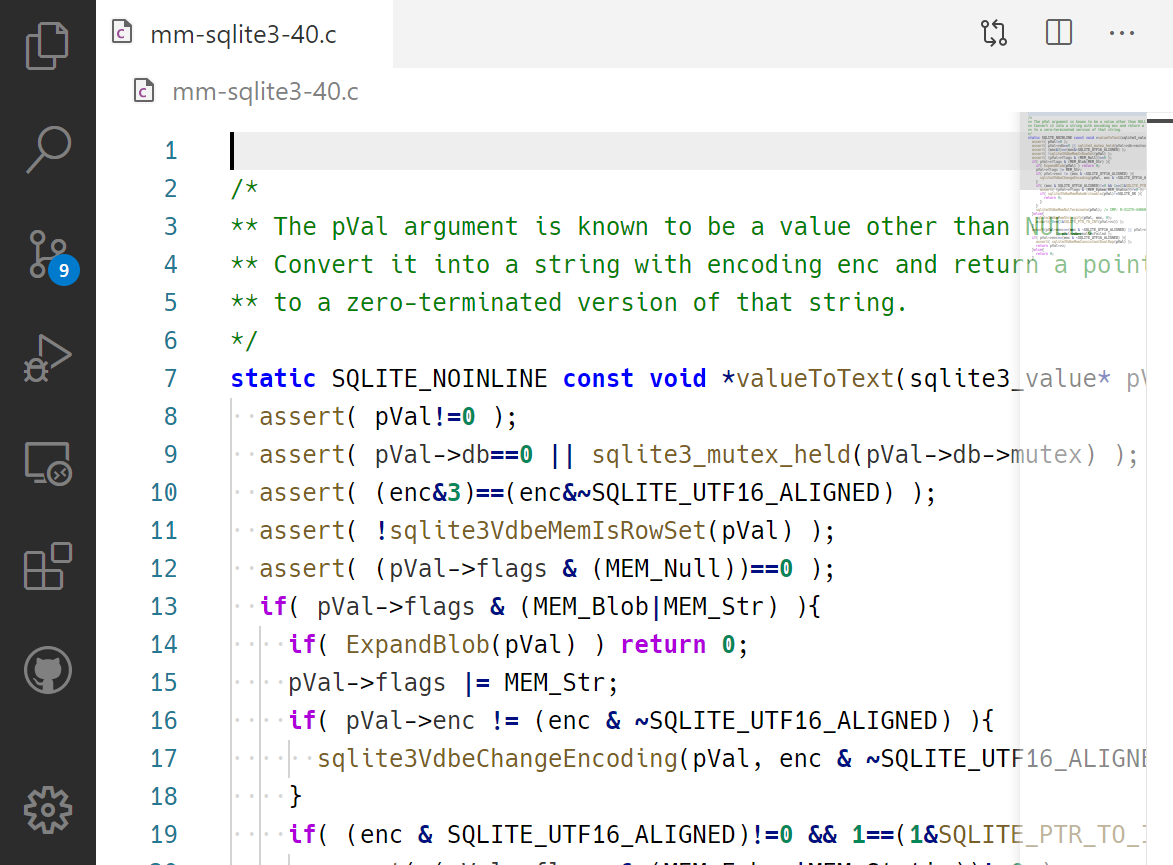 mm-sqlite3-40.c
mm-sqlite3-40.c
9
1
2 /*
3 ** The pVal argument is known to be a value other than
4 ** Convert it into a string with encoding enc and return a point
5 ** to a zero-terminated version of that string.
6 */
7 static SQLITE_NOINLINE const void *valueToText(sqlite3_value* pV
8 assert( pVal!=0 );
9 assert( pVal->db==0 || sqlite3_mutex_held(pVal->db->mutex) );
10 assert( (enc&3)==(enc&~SQLITE_UTF16_ALIGNED) );
11 assert( !sqlite3VdbeMemIsRowSet(pVal) );
12 assert( (pVal->flags & (MEM_Null))==0 );
13 if( pVal->flags & (MEM_Blob|MEM_Str) ){
14 if( ExpandBlob(pVal) ) return 0;
15 pVal->flags |= MEM_Str;
16 if( pVal->enc != (enc & ~SQLITE_UTF16_ALIGNED) ){
17 sqlite3VdbeChangeEncoding(pVal, enc & ~SQLITE_UTF16_ALIGNE
18 }
19 if( (enc & SQLITE_UTF16_ALIGNED)!=0 && 1==(1&SQLITE_PTR_TO_I